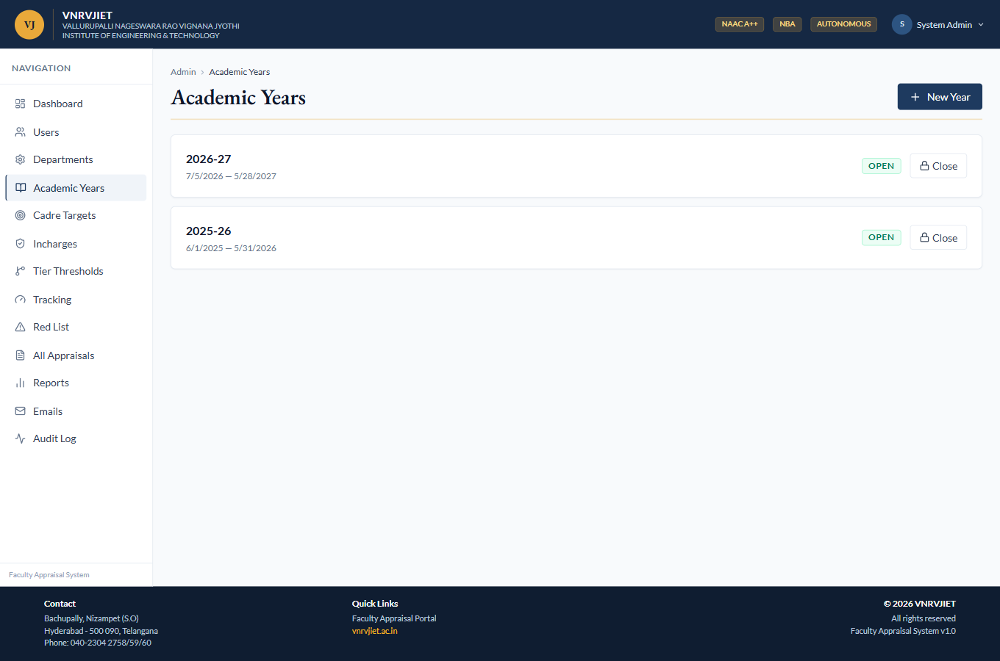 VJ
VNRVJIET
VALLURUPALLI NAGESWARA RAO VIGNANA JYOTHI
INSTITUTE OF ENGINEERING & TECHNOLOGY
NAAC A++
NBA
AUTONOMOUS
S
System Admin
NAVIGATION
Dashboard
Users
Departments
Academic Years
Cadre Targets
Incharges
Tier Thresholds
Tracking
Red List
All Appraisals
Reports
Emails
Audit Log
Faculty Appraisal System
Admin › Academic Years
Academic Years
+ New Year
2026-27
7/5/2026 — 5/28/2027
OPEN
Close
2025-26
6/1/2025 — 5/31/2026
OPEN
Close
Contact
Bachupally, Nizampet (S.O)
Hyderabad - 500 090, Telangana
Phone: 040-2304 2758/59/60
Quick Links
Faculty Appraisal Portal
vnrvjiet.ac.in
© 2026 VNRVJIET
All rights reserved
Faculty Appraisal System v1.0